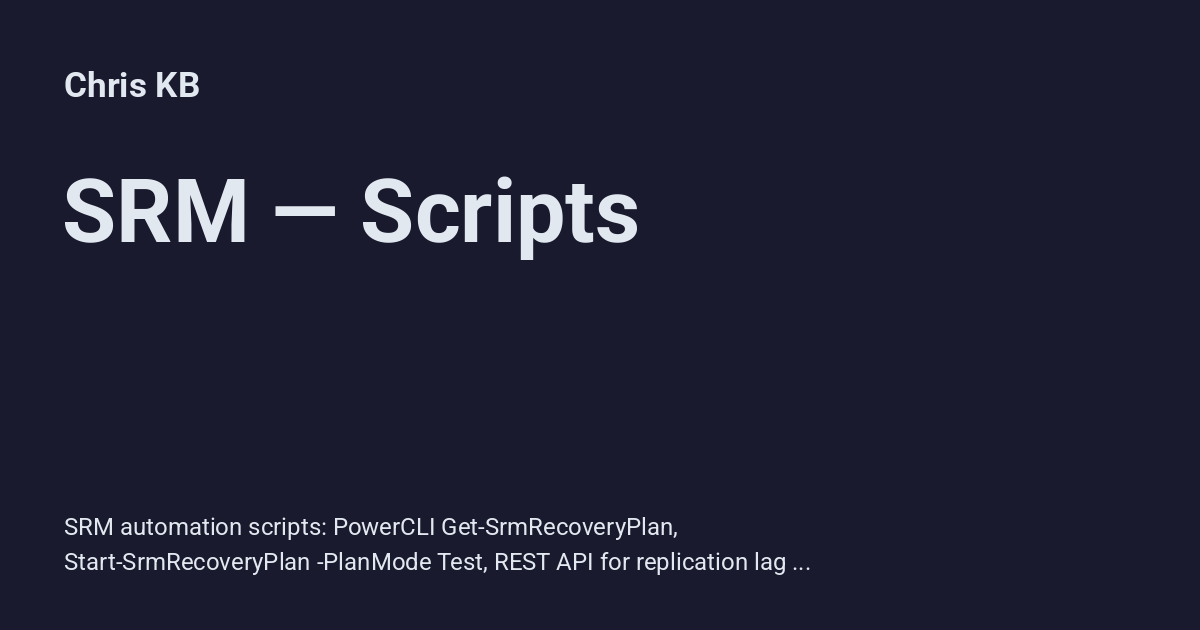 Chris KB
SRM — Scripts
SRM automation scripts: PowerCLI Get-SrmRecoveryPlan,
Start-SrmRecoveryPlan -PlanMode Test, REST API for replication lag ...